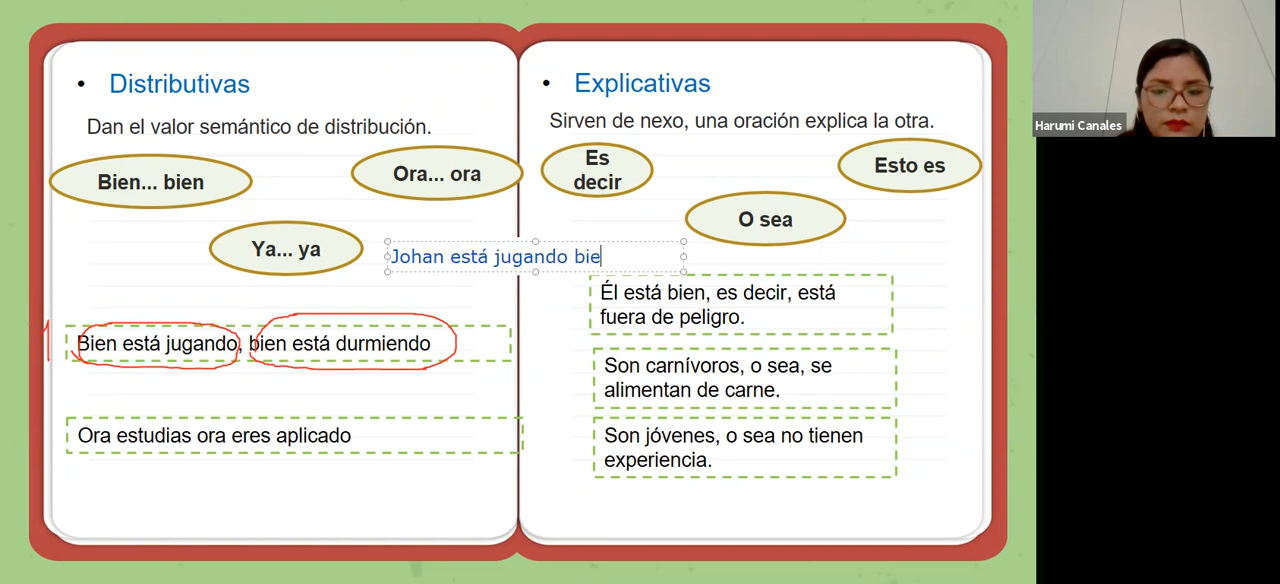 • Distributivas
Dan el valor semántico de distribución.
Bien... bien
Ora... ora
Ya... ya
Bien está jugando, bien está durmiendo
Ora estudias ora eres aplicado
Johan está jugando bie
• Explicativas
Sirven de nexo, una oración explica la otra.
Es
decir
Esto es
O sea
Él está bien, es decir, está
fuera de peligro.
Son carnívoros, o sea, se
alimentan de carne.
Son jóvenes, o sea no tienen
experiencia.
Harumi Canales